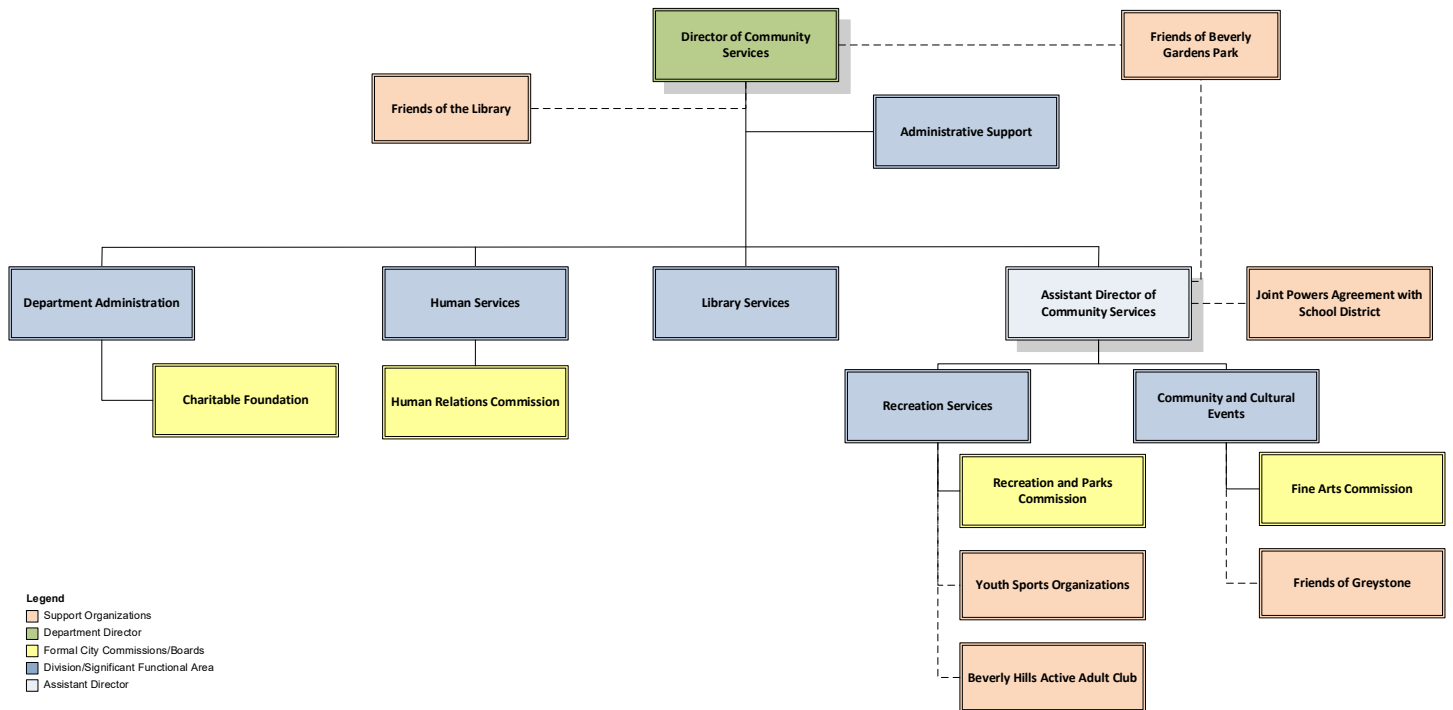 Director of Community
Services
Friends of Beverly
Gardens Park
Friends of the Library
Administrative Support
Department Administration
Human Services
Library Services
Assistant Director of
Community Services
Joint Powers Agreement with
School District
Charitable Foundation
Human Relations Commission
Recreation Services
Community and Cultural
Events
Recreation and Parks
Commission
Fine Arts Commission
Youth Sports Organizations
Friends of Greystone
Beverly Hills Active Adult Club
Legend
Support Organizations
Department Director
Formal City Commissions/Boards
Division/Significant Functional Area
Assistant Director